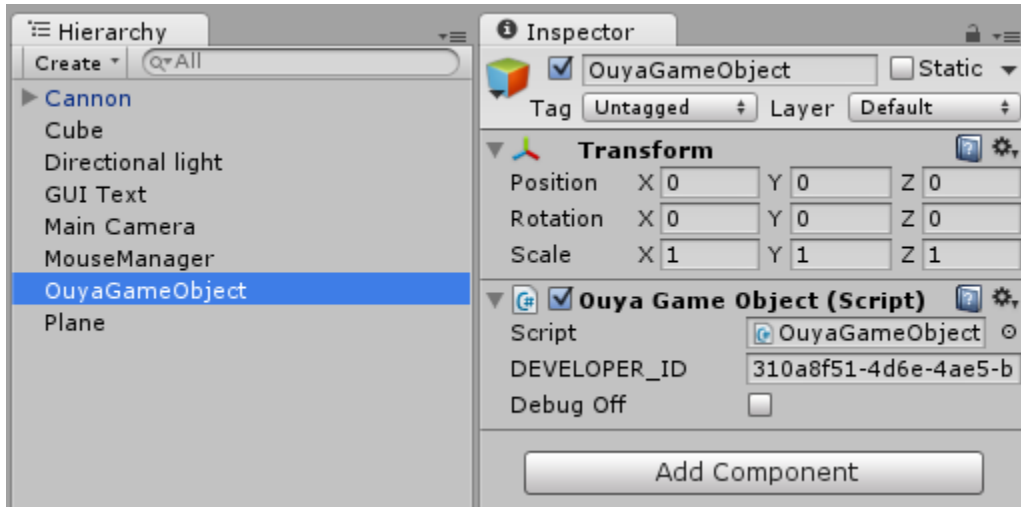 Hierarchy
Create
All
Cannon
Cube
Directional light
GUI Text
Main Camera
MouseManager
OuyaGameObject
Plane
Inspector
OuyaGameObject Static
Tag Untagged Layer Default
Transform
Position X 0 Y 0 Z 0
Rotation X 0 Y 0 Z 0
Scale X 1 Y 1 Z 1
C# Ouya Game Object (Script)
Script OuyaGameObject
DEVELOPER_ID 310a8f51-4d6e-4ae5-b
Debug Off
Add Component